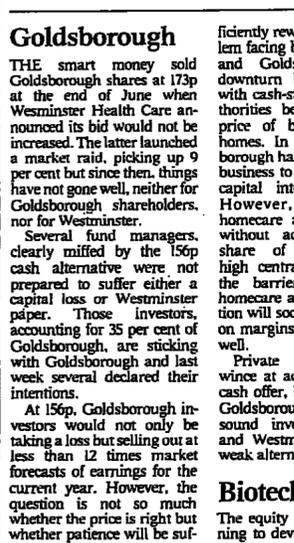 Goldsborough
THE smart money sold
Goldsborough shares at 173p
at the end of June when
Wesminster Health Care an-
nounced its bid would not be
increased. The latter launched
a market raid, picking up 9
per cent but since then, things
have not gone well, neither for
Goldsborough shareholders,
nor for Westminster.
Several fund managers,
clearly miffed by the 156p
cash alternative were not
prepared to suffer either a
capital loss or Westminster
paper. Those investors,
accounting for 35 per cent of
Goldsborough, are sticking
with Goldsborough and last
week several declared their
intentions.
At 156p, Goldsborough in-
vestors would not only be
taking a loss but selling out at
less than 12 times market
forecasts of earnings for the
current year. However, the
question is not so much
whether the price is right but
whether patience will be suf-
ficiently rew
lem facing b
and Golds
downturn
with cash-s
thorities be
price of b
homes. In
borough ha
business to
capital int
However,
homecare a
without ac
share of
high centra
the barrie
homecare a
tion will soo
on margins
well.
Private
wince at ac
cash offer,
Goldsborou
sound inve
and Westm
weak altern
Biotech
The equity
ning to dev